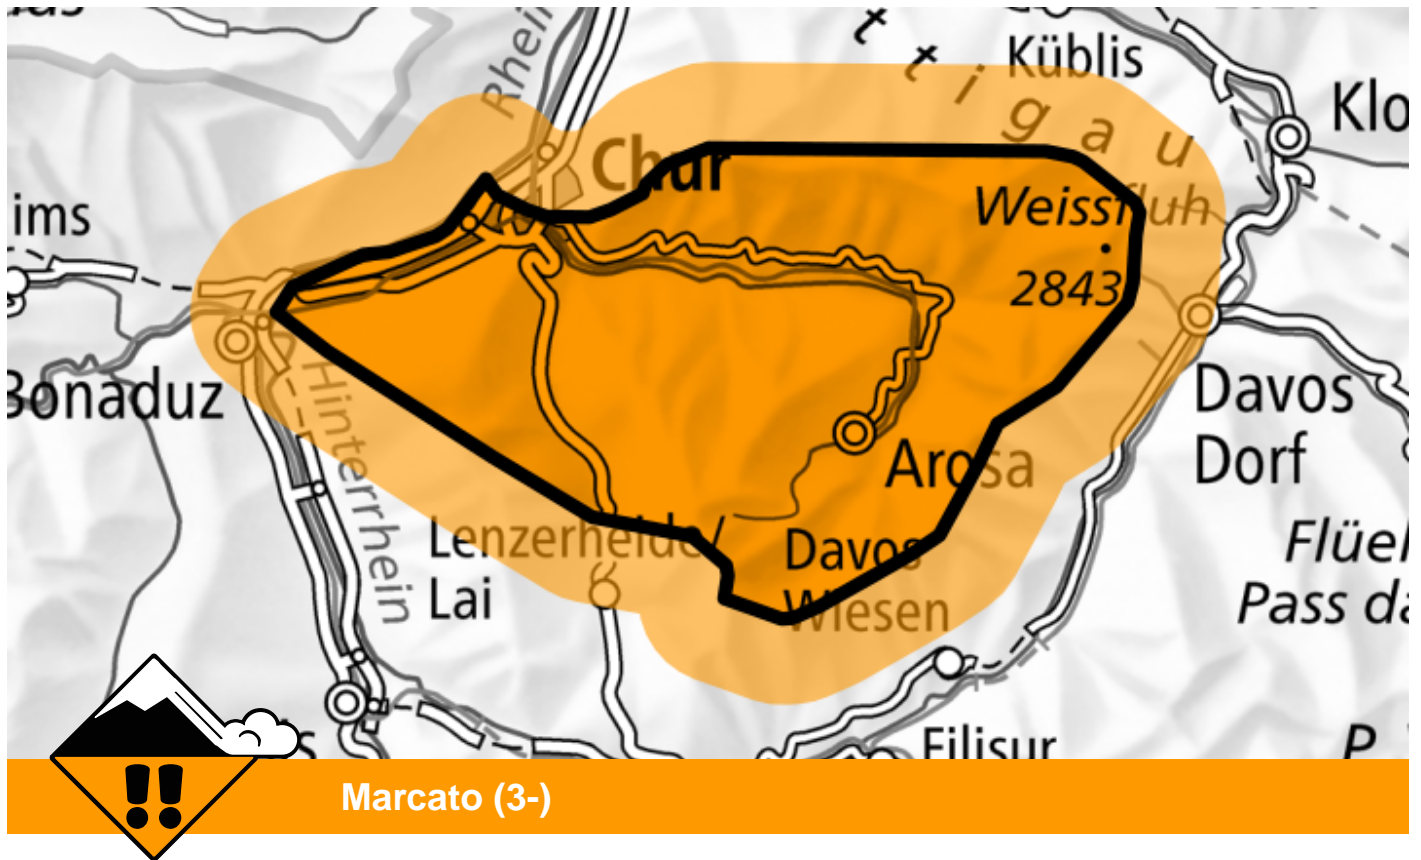 Rhein
t
t
i
g
a
u
Küblis
Klo
Chur
ims
Weissfluh
2843
Bonaduz
Hinterrhein
Davos
Dorf
Arosa
Lenzerheide/
Lai
Davos
Wiesen
Flüel
Pass da
Filisur
s
P
Marcato (3-)